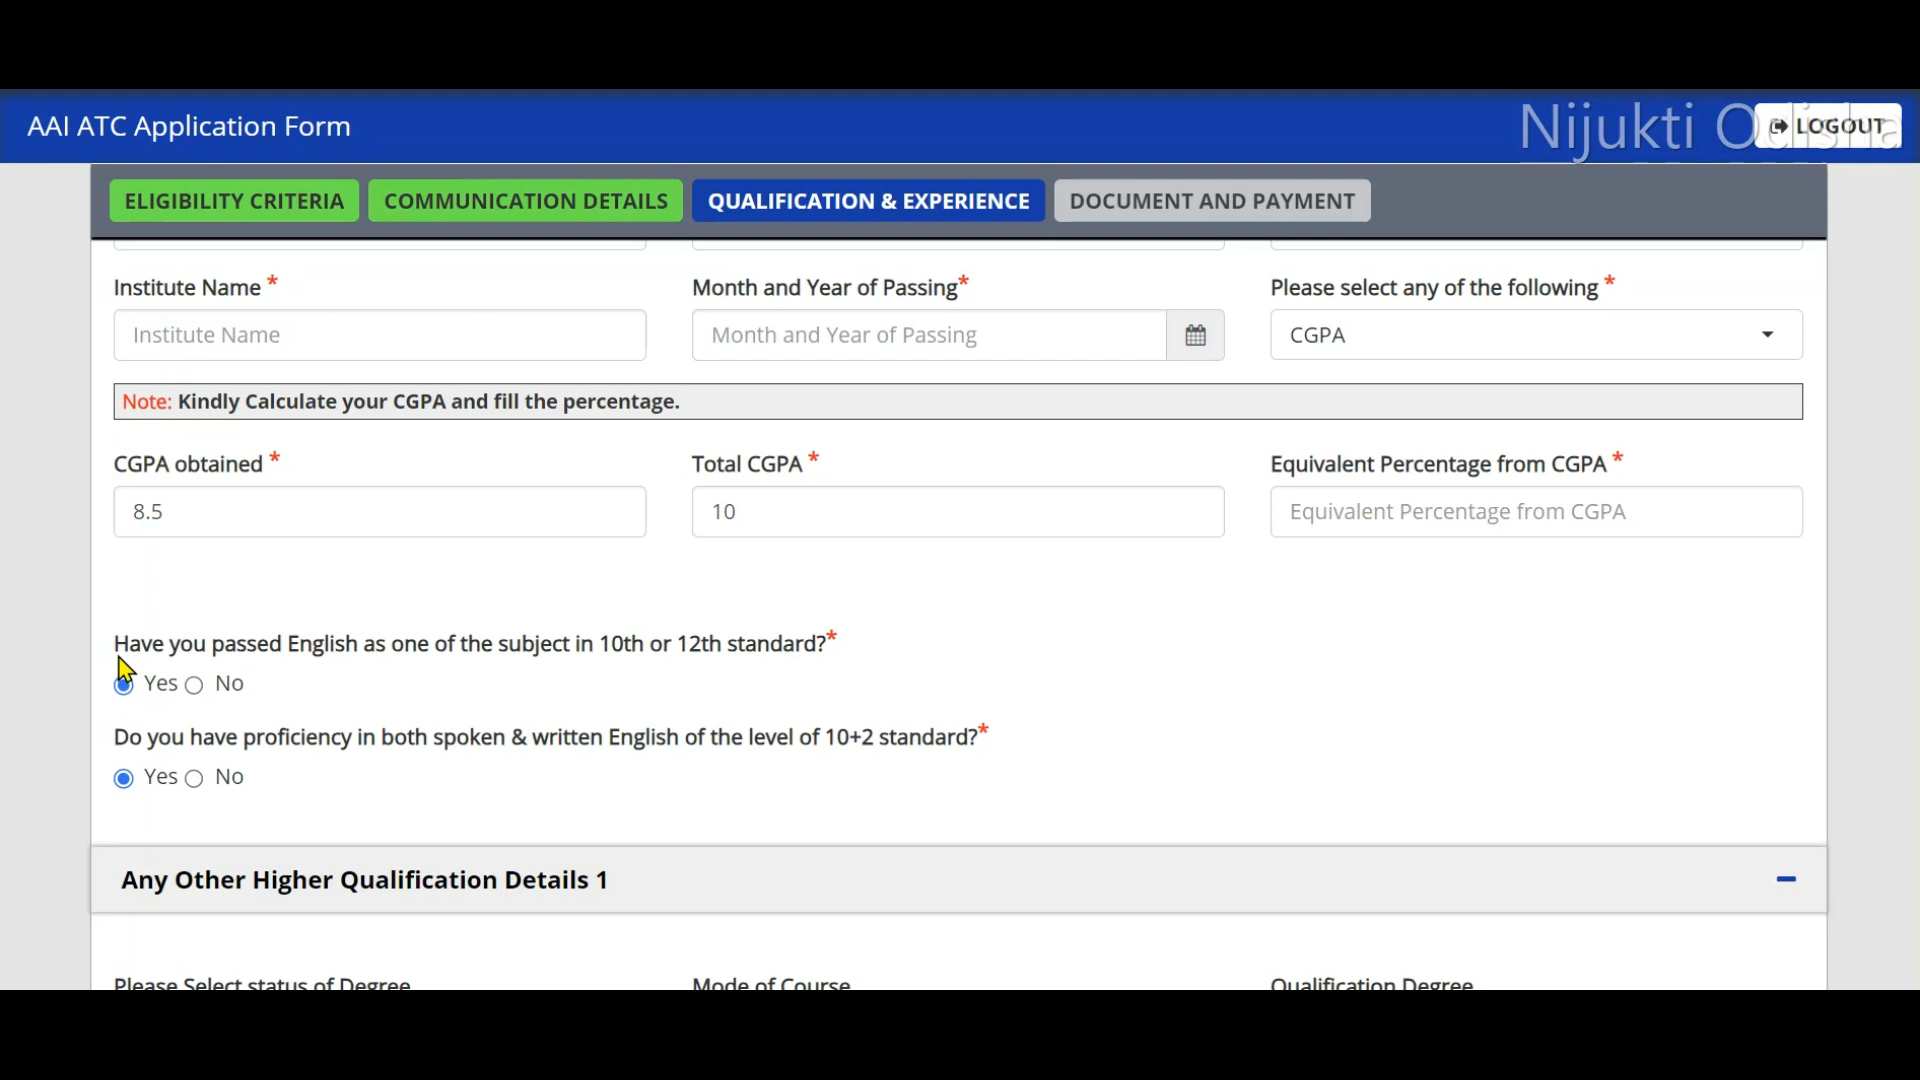 AAI ATC Application Form
Nijukti Odisha
LOGOUT
ELIGIBILITY CRITERIA
COMMUNICATION DETAILS
QUALIFICATION & EXPERIENCE
DOCUMENT AND PAYMENT
Institute Name *
Month and Year of Passing*
Please select any of the following *
Institute Name
Month and Year of Passing
CGPA
Note: Kindly Calculate your CGPA and fill the percentage.
CGPA obtained *
Total CGPA *
Equivalent Percentage from CGPA *
8.5
10
Equivalent Percentage from CGPA
Have you passed English as one of the subject in 10th or 12th standard?*
Yes No
Do you have proficiency in both spoken & written English of the level of 10+2 standard?*
Yes No
Any Other Higher Qualification Details 1
Please Select status of Degree
Mode of Course
Qualification Degree